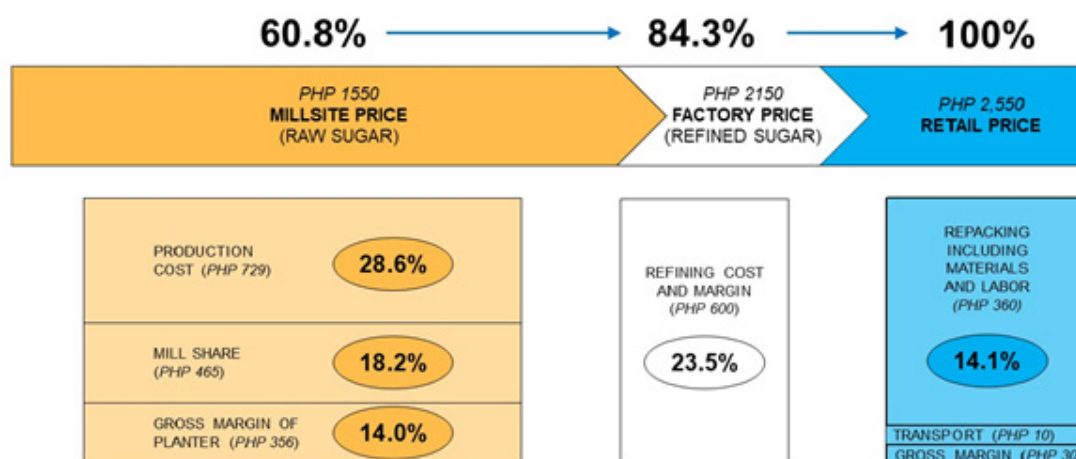 60.8%
84.3%
100%
PHP 1550
MILLSITE PRICE
(RAW SUGAR)
PHP 2150
FACTORY PRICE
(REFINED SUGAR)
PHP 2,550
RETAIL PRICE
PRODUCTION
COST (PHP 729)
28.6%
MILL SHARE
(PHP 465)
18.2%
GROSS MARGIN OF
PLANTER (PHP 356)
14.0%
REFINING COST
AND MARGIN
(PHP 600)
23.5%
REPACKING
INCLUDING
MATERIALS
AND LABOR
(PHP 360)
14.1%
TRANSPORT (PHP 10)
GROSS MARGIN (PHP 30